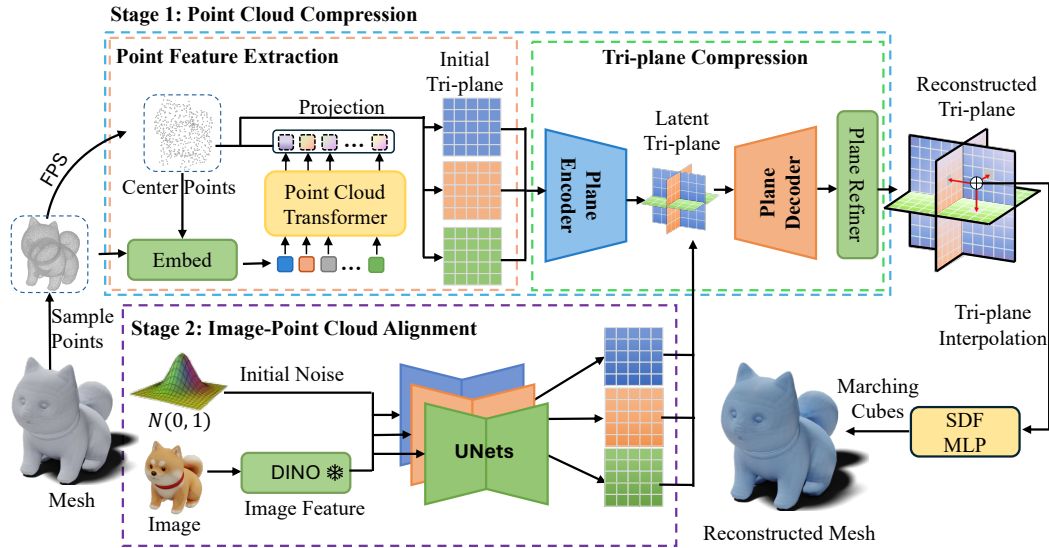 Stage 1: Point Cloud Compression
Point Feature Extraction
Initial
Tri-plane
Projection
FPS
Center Points
Point Cloud
Transformer
Embed
Tri-plane Compression
Plane
Encoder
Latent
Tri-plane
Plane
Decoder
Plane Refiner
Reconstructed
Tri-plane
Sample
Points
Mesh
Stage 2: Image-Point Cloud Alignment
Initial Noise
N(0, 1)
DINO
Image
Image Feature
UNets
Tri-plane
Interpolation
Marching
Cubes
SDF
MLP
Reconstructed Mesh